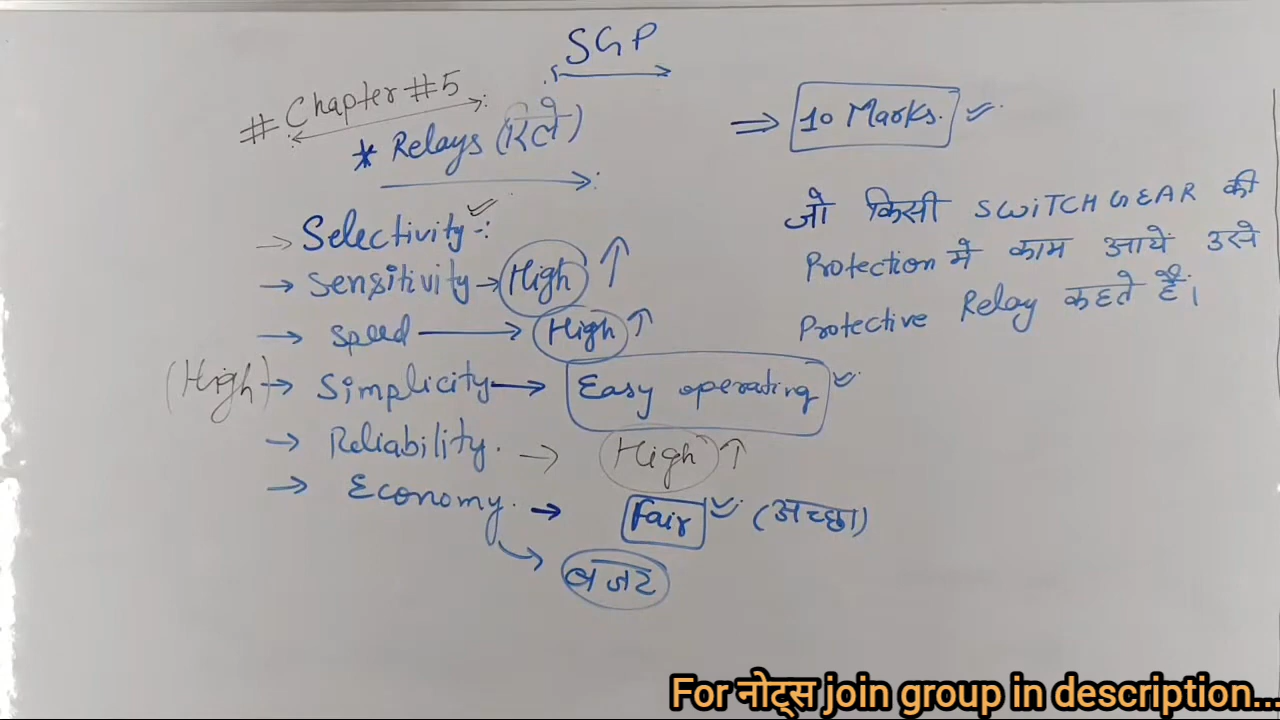 SGP
# Chapter #5
* Relays (रिले)
⇒ 10 Marks.
→ Selectivity -:
→ Sensitivity → High ↑
→ Speed → High ↑
(High) → Simplicity → Easy operating
→ Reliability. → High ↑
→ Economy. → Fair (अच्छा)
→ बजट
जो किसी SWiTCHGEAR की
Protection में काम आयें उसे
Protective Relay कहते हैं।
For नोट्स join group in description...